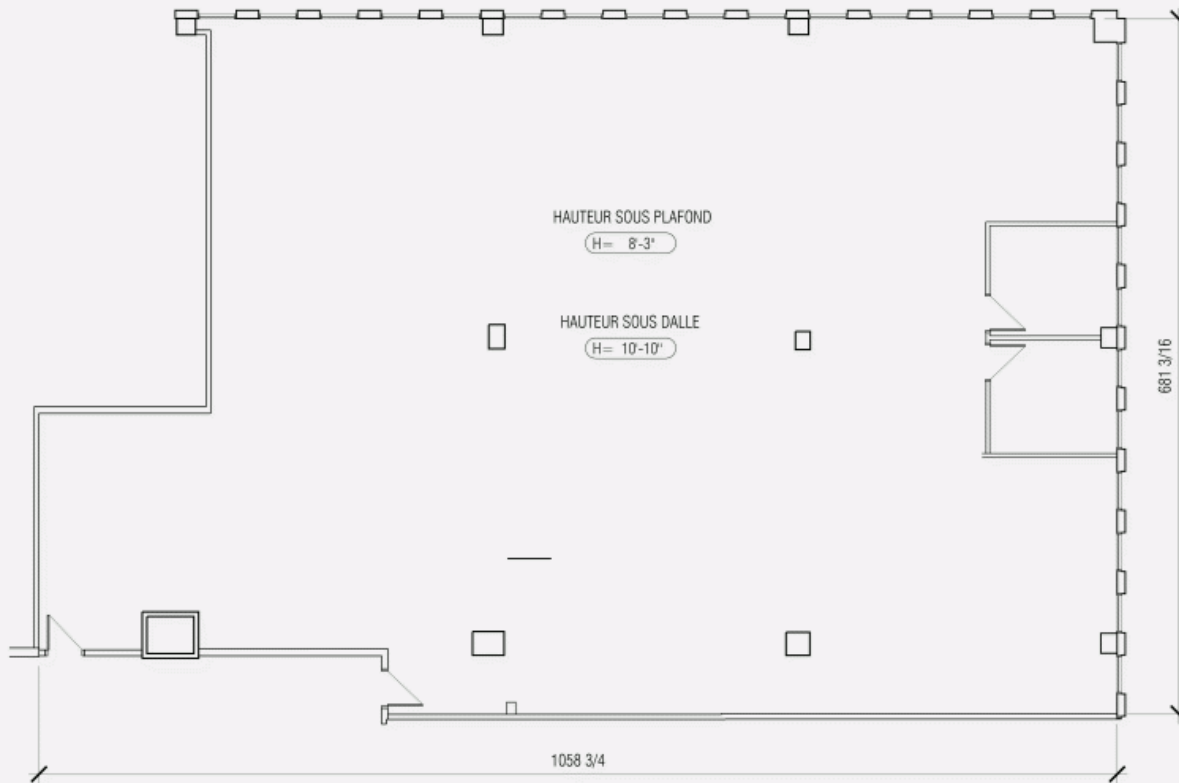 HAUTEUR SOUS PLAFOND
H= 8'-3"
HAUTEUR SOUS DALLE
H= 10'-10"
681 3/16
1058 3/4